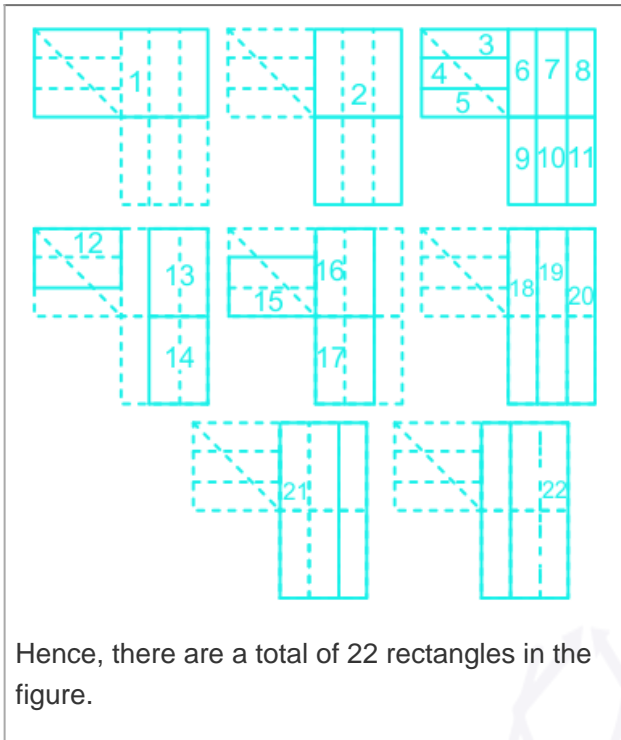 1 2 3 4 5 6 7 8 9 10 11
12 13 14 15 16 17 18 19 20
21 22
Hence, there are a total of 22 rectangles in the
figure.